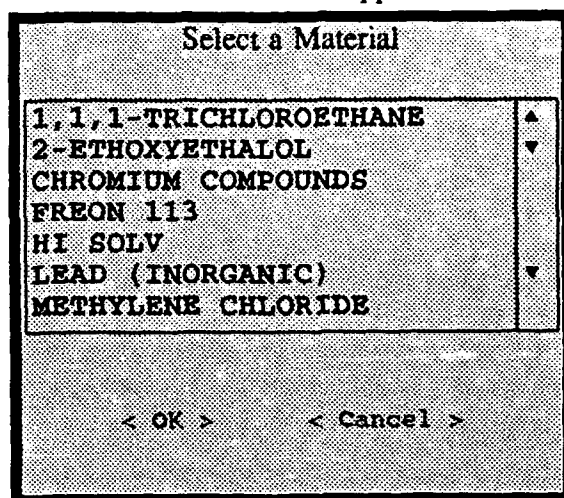 Select a Material
1,1,1-TRICHLOROETHANE
2-ETHOXYETHALOL
CHROMIUM COMPOUNDS
FREON 113
HI SOLV
LEAD (INORGANIC)
METHYLENE CHLORIDE
< OK > < Cancel >